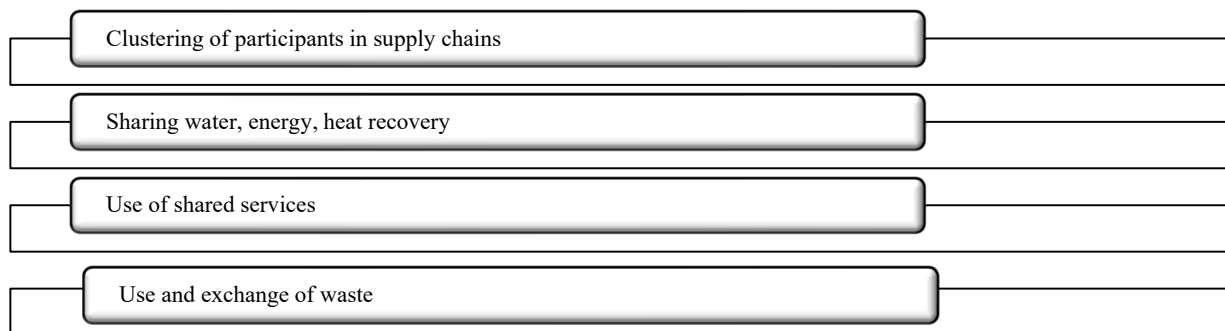 Clustering of participants in supply chains
Sharing water, energy, heat recovery
Use of shared services
Use and exchange of waste